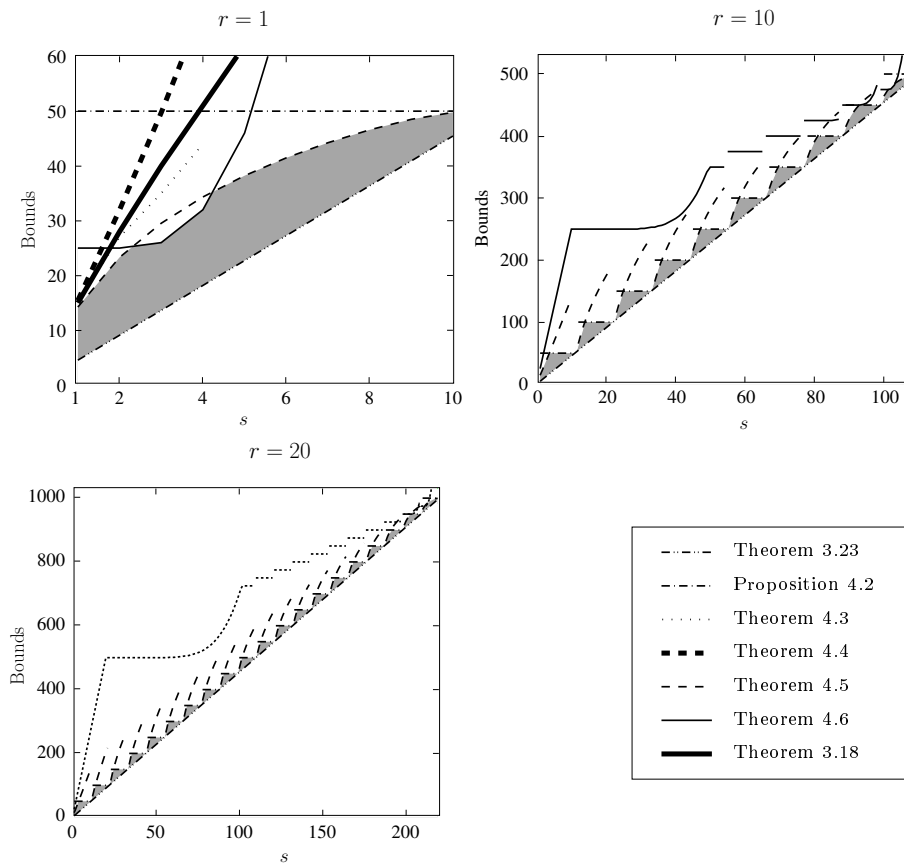 r = 1
60
50
40
30
20
10
0
Bounds
1
2
4
6
8
10
s
r = 10
500
400
300
200
100
0
Bounds
0
20
40
60
80
100
s
r = 20
1000
800
600
400
200
0
Bounds
0
50
100
150
200
s
Theorem 3.23
Proposition 4.2
Theorem 4.3
Theorem 4.4
Theorem 4.5
Theorem 4.6
Theorem 3.18